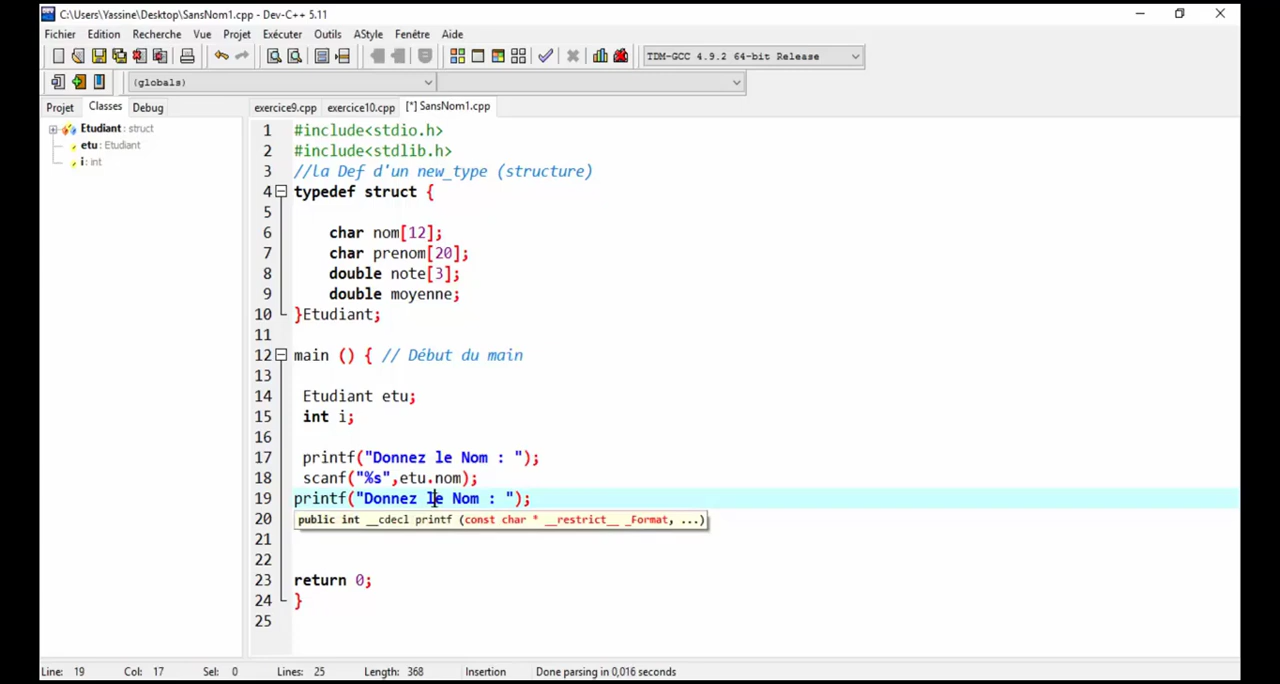 C:\Users\Yassine\Desktop\SansNom1.cpp - Dev-C++ 5.11
Fichier Edition Recherche Vue Projet Exécuter Outils AStyle Fenêtre Aide
TDM-GCC 4.9.2 64-bit Release
(globals)
Projet Classes Debug
exercice9.cpp exercice10.cpp [*] SansNom1.cpp
Etudiant : struct
etu : Etudiant
i : int
1 #include<stdio.h>
2 #include<stdlib.h>
3 //la Def d'un new_type (structure)
4 typedef struct {
5
6 char nom[12];
7 char prenom[20];
8 double note[3];
9 double moyenne;
10 }Etudiant;
11
12 main () { // Début du main
13
14 Etudiant etu;
15 int i;
16
17 printf("Donnez le Nom : ");
18 scanf("%s",etu.nom);
19 printf("Donnez le Nom : ");
20 public int __cdecl printf (const char * __restrict__ _Format, ...)
21
22
23 return 0;
24 }
25
Line: 19 Col: 17 Sel: 0 Lines: 25 Length: 368 Insertion Done parsing in 0,016 seconds